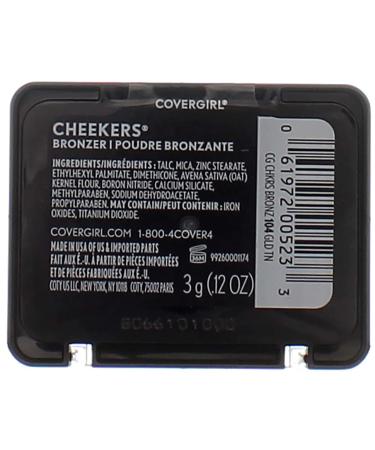 COVERGIRL®
CHEEKERS®
BRONZER | POUDRE BRONZANTE
INGREDIENTS/INGRÉDIENTS : TALC, MICA, ZINC STEARATE,
ETHYLHEXYL PALMITATE, DIMETHICONE, AVENA SATIVA (OAT)
KERNEL FLOUR, BORON NITRIDE, CALCIUM SILICATE,
METHYLPARABEN, SODIUM DEHYDROACETATE,
PROPYLPARABEN. MAY CONTAIN/PEUT CONTENIR : IRON
OXIDES, TITANIUM DIOXIDE.
COVERGIRL.COM 1-800-4COVER4
MADE IN USA OF US & IMPORTED PARTS
FAIT AUX É.-U. À PARTIR DE PIÈCES IMPORTÉES
ET DE PIÈCES FABRIQUÉES AUX É.-U.
COTY US LLC, NEW YORK, NY 10118 COTY, 75002 PARIS
36M
99260001174
3 g (.12 OZ)
0 61972 00523 3
CG CHKRS BRONZ 104 GLD TN